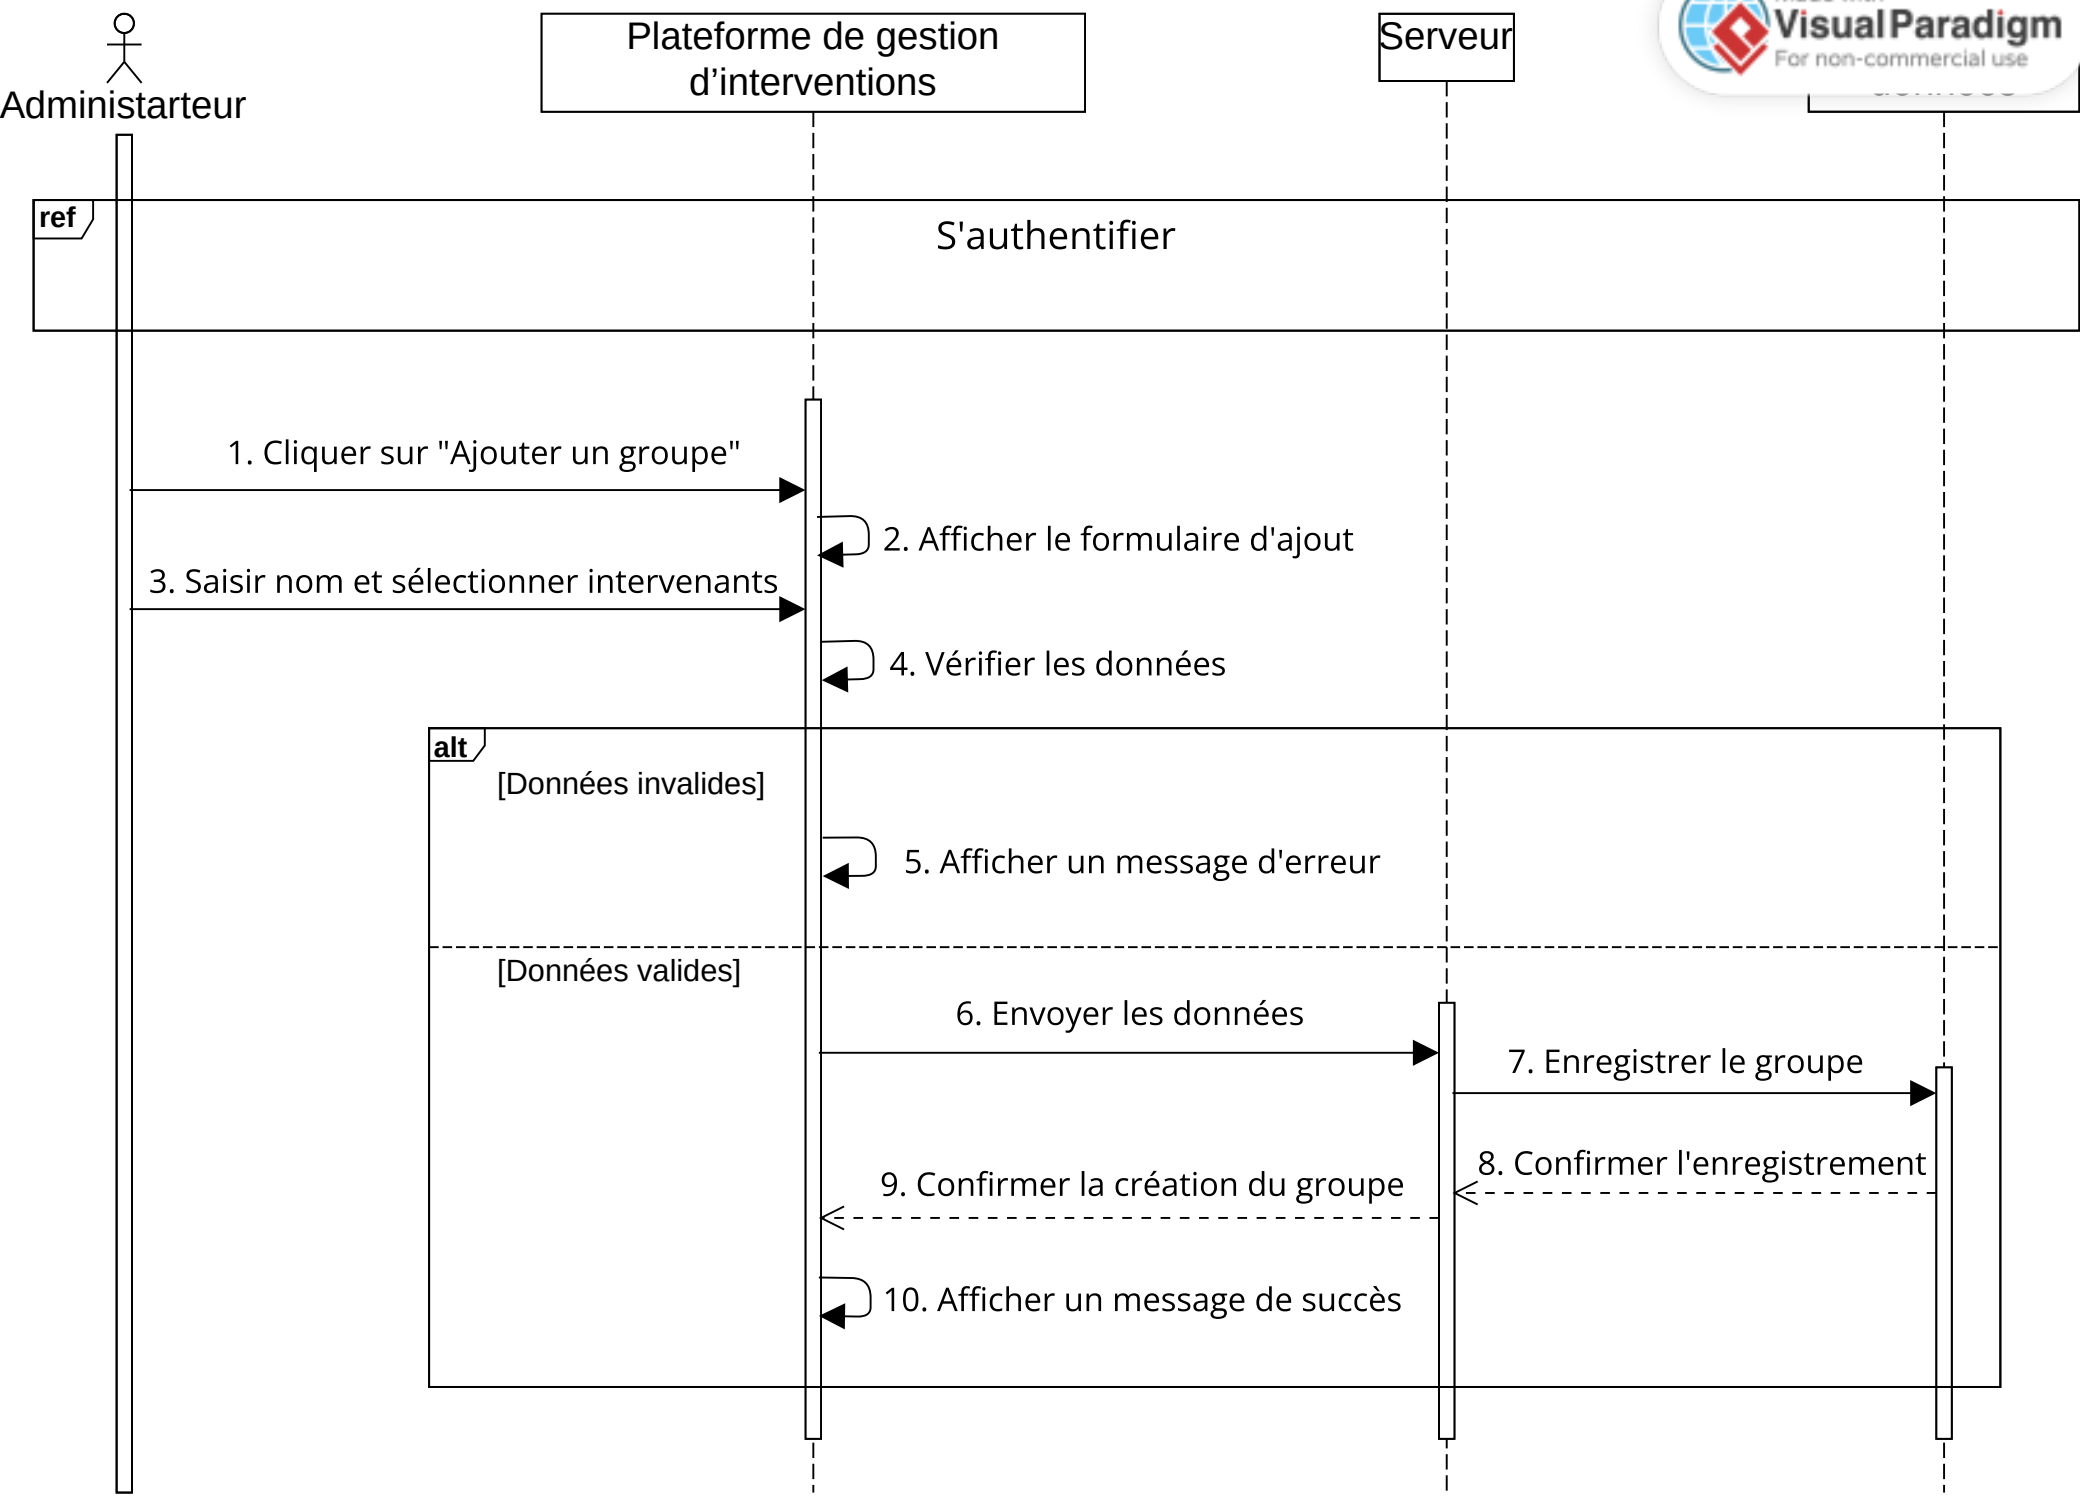 Administarteur
Plateforme de gestion
d’interventions
Serveur
VisualParadigm
For non-commercial use
ref
S'authentifier
1. Cliquer sur "Ajouter un groupe"
2. Afficher le formulaire d'ajout
3. Saisir nom et sélectionner intervenants
4. Vérifier les données
alt
[Données invalides]
5. Afficher un message d'erreur
[Données valides]
6. Envoyer les données
7. Enregistrer le groupe
8. Confirmer l'enregistrement
9. Confirmer la création du groupe
10. Afficher un message de succès